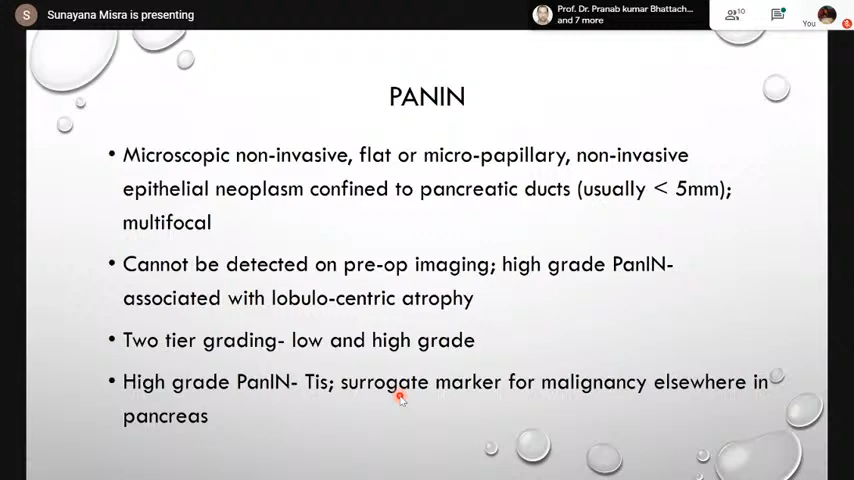 S Sunayana Misra is presenting
Prof. Dr. Pranab kumar Bhattach...
and 7 more
10
You
PANIN
• Microscopic non-invasive, flat or micro-papillary, non-invasive
epithelial neoplasm confined to pancreatic ducts (usually < 5mm);
multifocal
• Cannot be detected on pre-op imaging; high grade PanIN-
associated with lobulo-centric atrophy
• Two tier grading- low and high grade
• High grade PanIN- Tis; surrogate marker for malignancy elsewhere in
pancreas